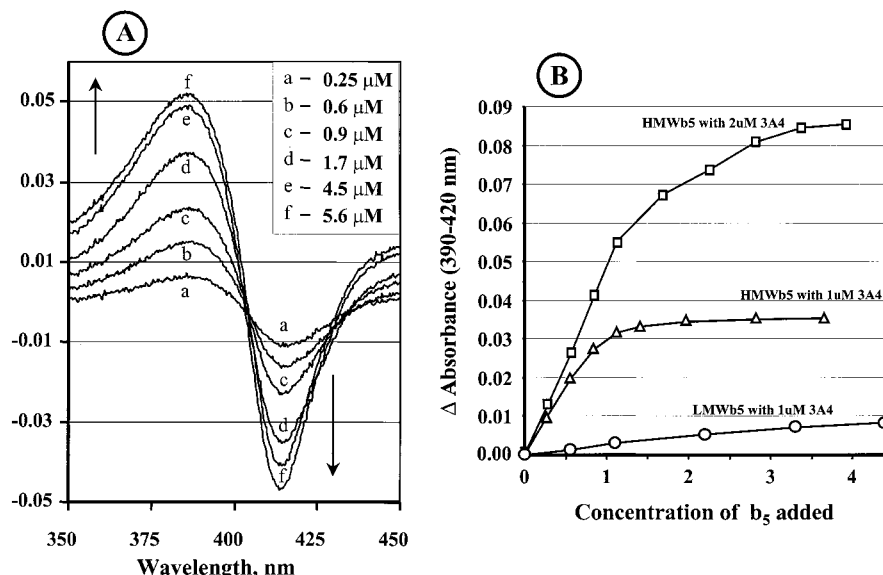 A
0.05
0.03
0.01
-0.01
-0.03
-0.05
350
375
400
425
450
Wavelength, nm
a – 0.25 μM
b – 0.6 μM
c – 0.9 μM
d – 1.7 μM
e – 4.5 μM
f – 5.6 μM
f
e
d
c
b
a
a
c
d
f
B
Δ Absorbance (390-420 nm)
0.09
0.08
0.07
0.06
0.05
0.04
0.03
0.02
0.01
0.00
HMWb5 with 2uM 3A4
HMWb5 with 1uM 3A4
LMWb5 with 1uM 3A4
0
1
2
3
4
Concentration of b5 added